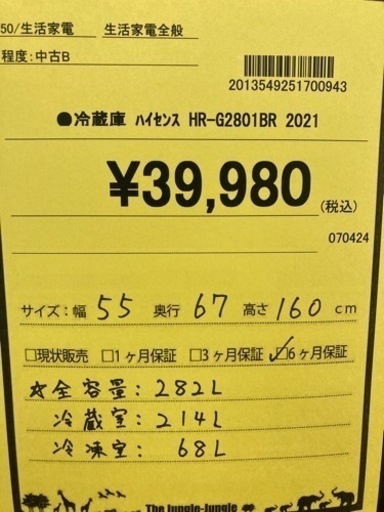 50/生活家電 生活家電全般
程度:中古B
2013549251700943
●冷蔵庫 ﾊｲｾﾝｽ HR-G2801BR 2021
¥39,980
(税込)
070424
サイズ:幅 55 奥行 67 高さ 160 cm
□現状販売 □1ヶ月保証 □3ヶ月保証 ☑6ヶ月保証
☆全容量:282L
冷蔵室:214L
冷凍室: 68L
The Jungle-Jungle